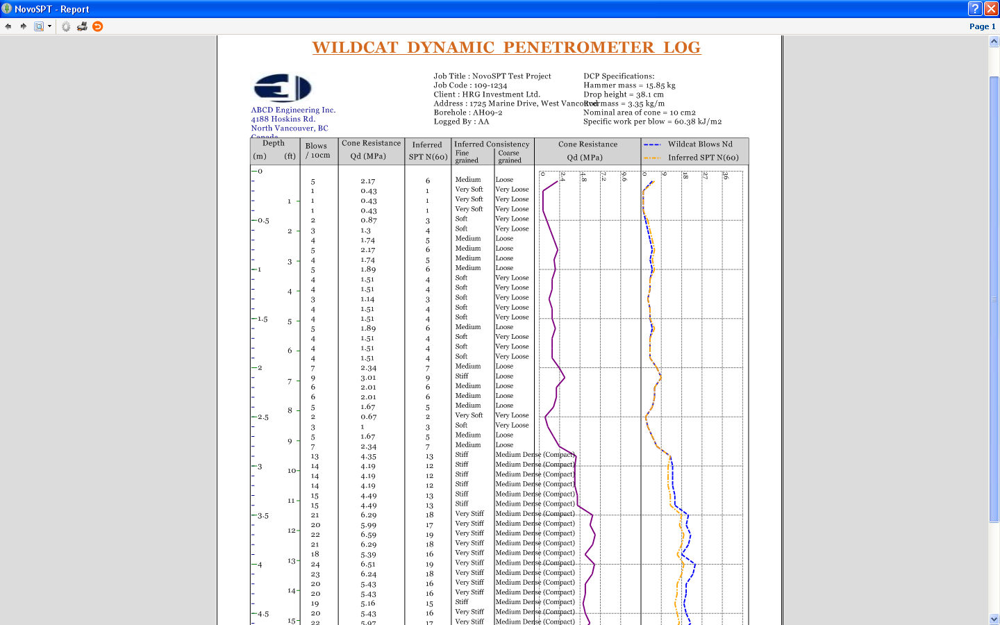 NovoSPT - Report
Page 1
WILDCAT DYNAMIC PENETROMETER LOG
Job Title : NovoSPT Test Project
Job Code : 109-1234
Client : HRG Investment Ltd.
Address : 1725 Marine Drive, West Vancouver
Borehole : AH09-2
Logged By : AA
DCP Specifications:
Hammer mass = 15.85 kg
Drop height = 38.1 cm
Rod mass = 3.35 kg/m
Nominal area of cone = 10 cm2
Specific work per blow = 60.38 kJ/m2
ABCD Engineering Inc.
4188 Hoskins Rd.
North Vancouver, BC
Canada
Depth
(m) (ft)
Blows
/ 10cm
Cone Resistance
Qd (MPa)
Inferred
SPT N(60)
Inferred Consistency
Fine grained
Coarse grained
Cone Resistance
Qd (MPa)
Wildcat Blows Nd
Inferred SPT N(60)
0 2.4 4.8 7.2 9.6 0 9 18 27 36
0
5 2.17 6 Medium Loose
1 0.43 1 Very Soft Very Loose
1 1 0.43 1 Very Soft Very Loose
1 0.43 1 Very Soft Very Loose
0.5 2 0.87 3 Soft Very Loose
2 3 1.3 4 Soft Very Loose
4 1.74 5 Medium Loose
5 2.17 6 Medium Loose
3 4 1.74 5 Medium Loose
1 5 1.89 6 Medium Loose
4 1.51 4 Soft Very Loose
4 4 1.51 4 Soft Very Loose
3 1.14 3 Soft Very Loose
4 1.51 4 Soft Very Loose
1.5 5 4 1.51 4 Soft Very Loose
5 1.89 6 Medium Loose
4 1.51 4 Soft Very Loose
6 4 1.51 4 Soft Very Loose
4 1.51 4 Soft Very Loose
2 7 2.34 7 Medium Loose
7 9 3.01 9 Stiff Loose
6 2.01 6 Medium Loose
6 2.01 6 Medium Loose
8 5 1.67 5 Medium Loose
2.5 2 0.67 2 Very Soft Very Loose
3 1 3 Soft Very Loose
9 5 1.67 5 Medium Loose
7 2.34 7 Medium Loose
13 4.35 13 Stiff Medium Dense (Compact)
3 10 14 4.19 12 Stiff Medium Dense (Compact)
14 4.19 12 Stiff Medium Dense (Compact)
14 4.19 12 Stiff Medium Dense (Compact)
15 4.49 13 Stiff Medium Dense (Compact)
11 15 4.49 13 Stiff Medium Dense (Compact)
3.5 21 6.29 18 Very Stiff Medium Dense (Compact)
20 5.99 17 Very Stiff Medium Dense (Compact)
12 22 6.59 19 Very Stiff Medium Dense (Compact)
21 6.29 18 Very Stiff Medium Dense (Compact)
13 18 5.39 16 Very Stiff Medium Dense (Compact)
4 24 6.51 19 Very Stiff Medium Dense (Compact)
23 6.24 18 Very Stiff Medium Dense (Compact)
20 5.43 16 Very Stiff Medium Dense (Compact)
14 20 5.43 16 Very Stiff Medium Dense (Compact)
19 5.16 15 Stiff Medium Dense (Compact)
4.5 20 5.43 16 Very Stiff Medium Dense (Compact)
15 22 5.97 17 Very Stiff Medium Dense (Compact)